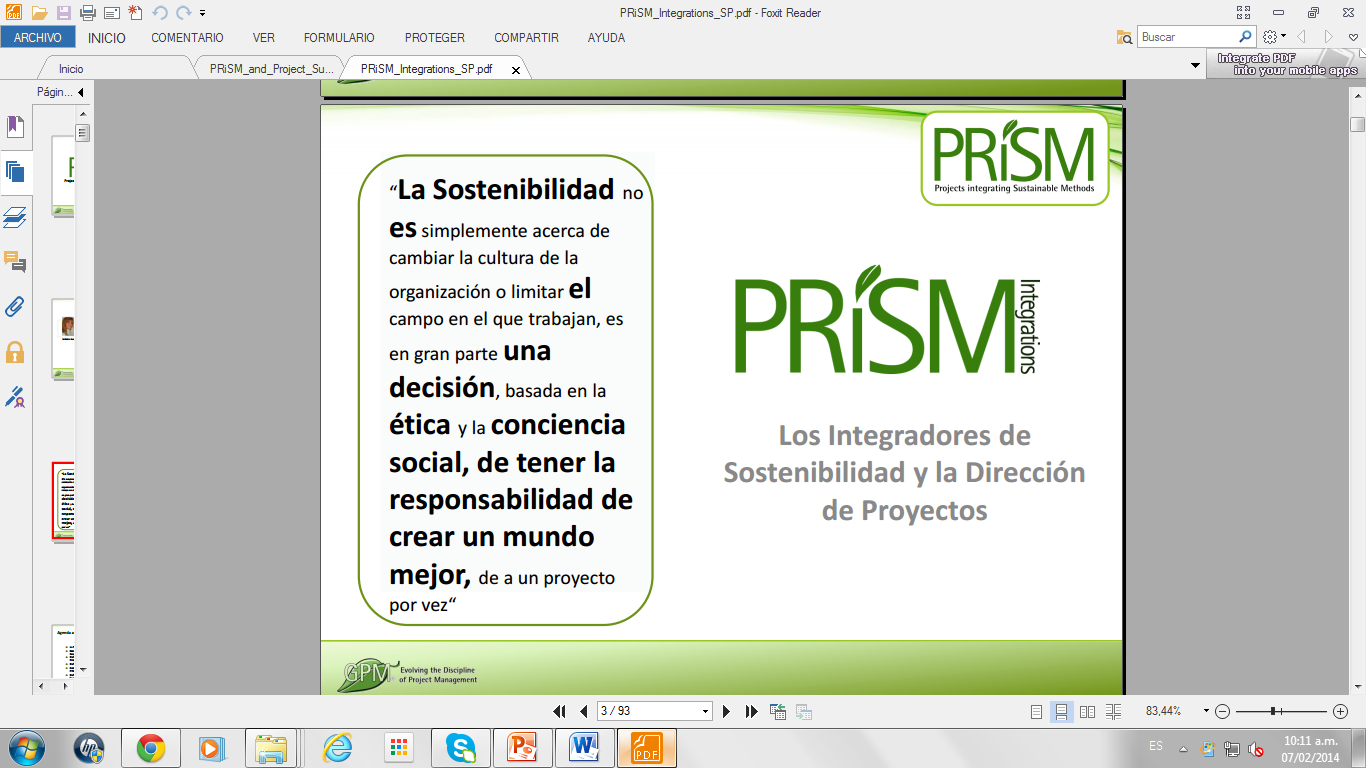 PRiSM_Integrations_SP.pdf - Foxit Reader
ARCHIVO INICIO COMENTARIO VER FORMULARIO PROTEGER COMPARTIR AYUDA
Buscar
Inicio PRiSM_and_Project_Su... PRiSM_Integrations_SP.pdf
Integrate PDF
into your mobile apps
Págin...
PRiSM
Projects integrating Sustainable Methods
“La Sostenibilidad no
es simplemente acerca de
cambiar la cultura de la
organización o limitar el
campo en el que trabajan, es
en gran parte una
decisión, basada en la
ética y la conciencia
social, de tener la
responsabilidad de
crear un mundo
mejor, de a un proyecto
por vez“
PRiSM
Integrations
Los Integradores de
Sostenibilidad y la Dirección
de Proyectos
GPM
Evolving the Discipline
of Project Management
3 / 93
83,44%
ES
10:11 a.m.
07/02/2014